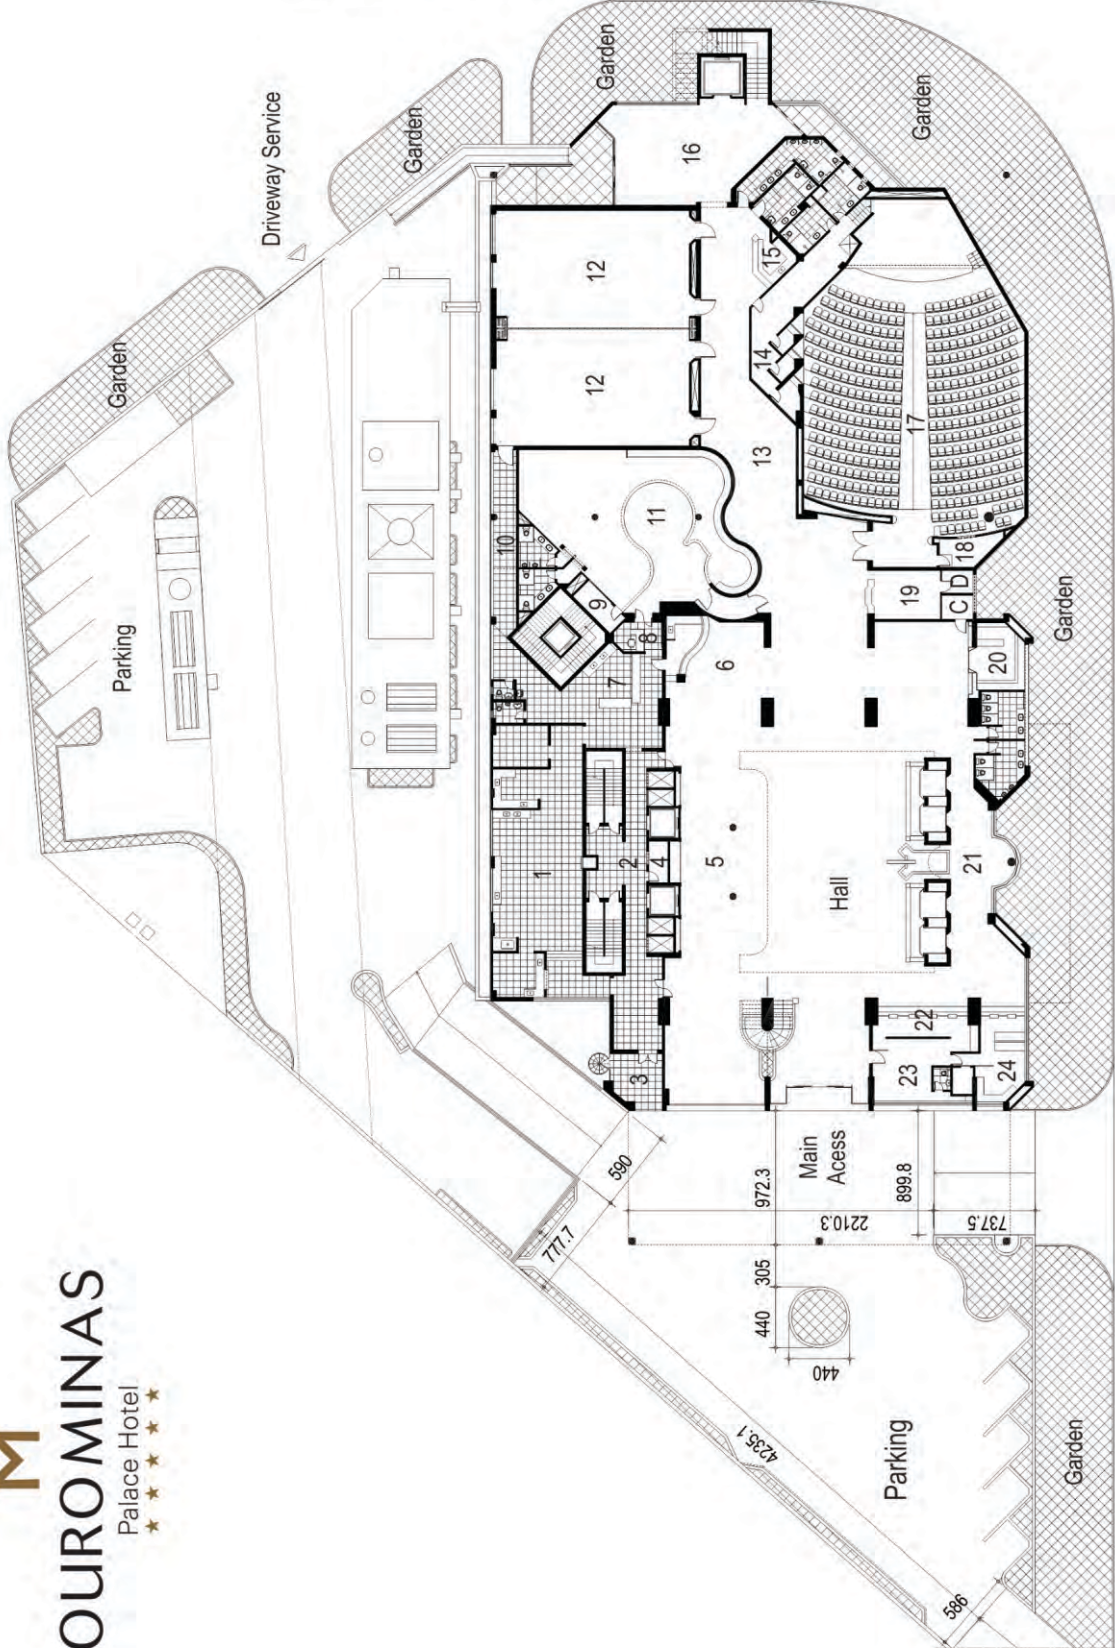 M
OUROMINAS
Palace Hotel
Parking
Garden
Driveway Service
Garden
Garden
1
10
12
12
3
2
7
9
8
4
11
16
5
6
13
14
15
Hall
17
23
22
19
18
C
D
Garden
24
21
20
Garden
Main
Acess
Parking
Garden
590
777.7
972.3
305
440
440
2210.3
899.8
737.5
4235.1
586